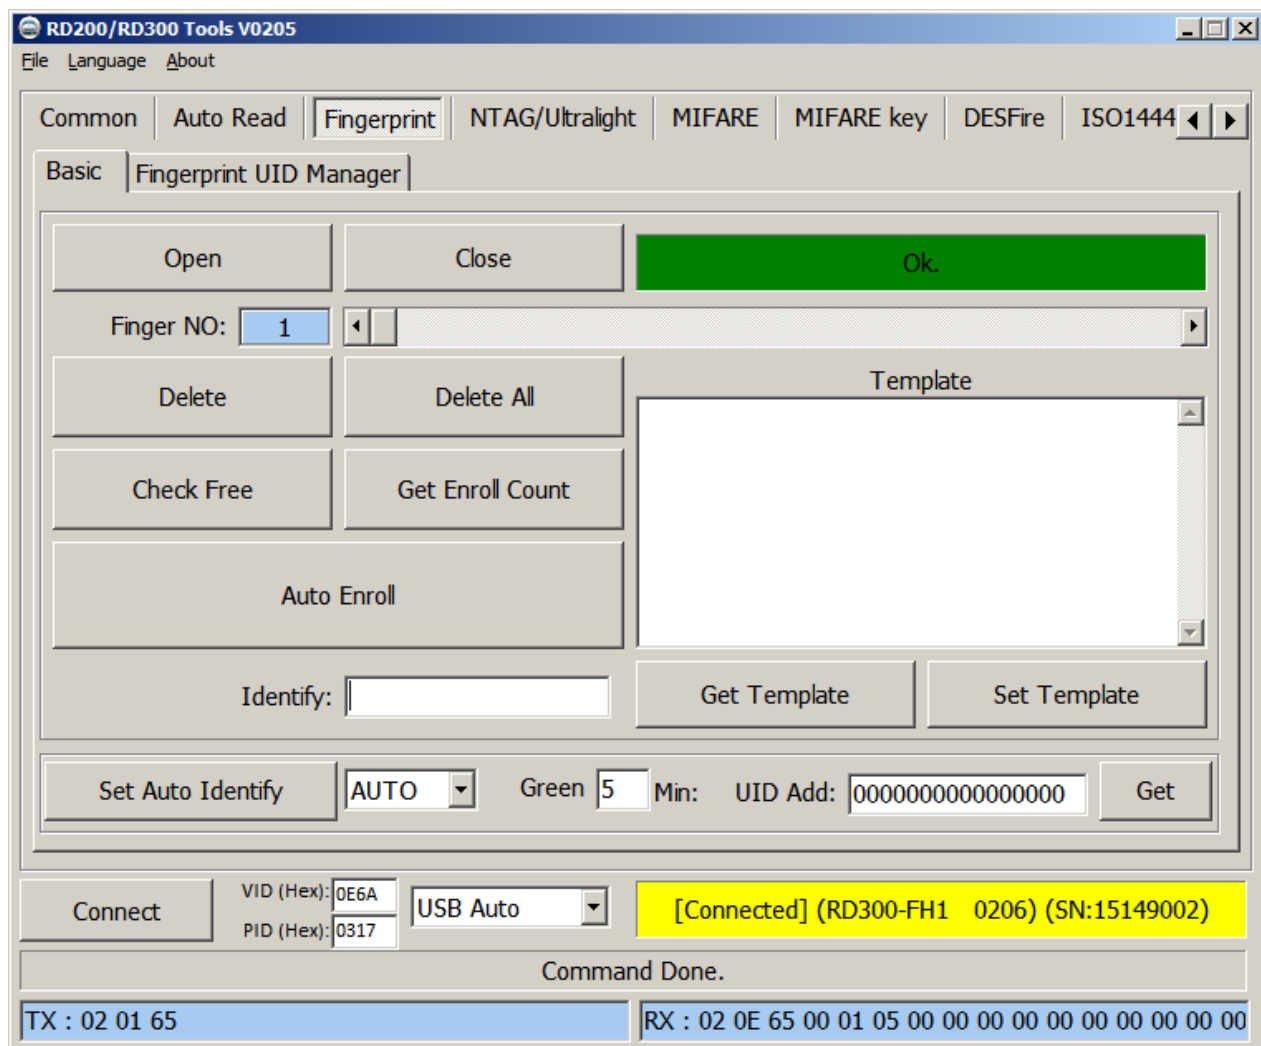 RD200/RD300 Tools V0205
File Language About
Common Auto Read Fingerprint NTAG/Ultralight MIFARE MIFARE key DESFire ISO1444
Basic Fingerprint UID Manager
Open Close Ok.
Finger NO: 1
Delete Delete All Template
Check Free Get Enroll Count
Auto Enroll
Identify: Get Template Set Template
Set Auto Identify AUTO Green 5 Min: UID Add: 0000000000000000 Get
Connect VID (Hex): 0E6A USB Auto [Connected] (RD300-FH1 0206) (SN:15149002)
PID (Hex): 0317
Command Done.
TX : 02 01 65 RX : 02 0E 65 00 01 05 00 00 00 00 00 00 00 00 00 00